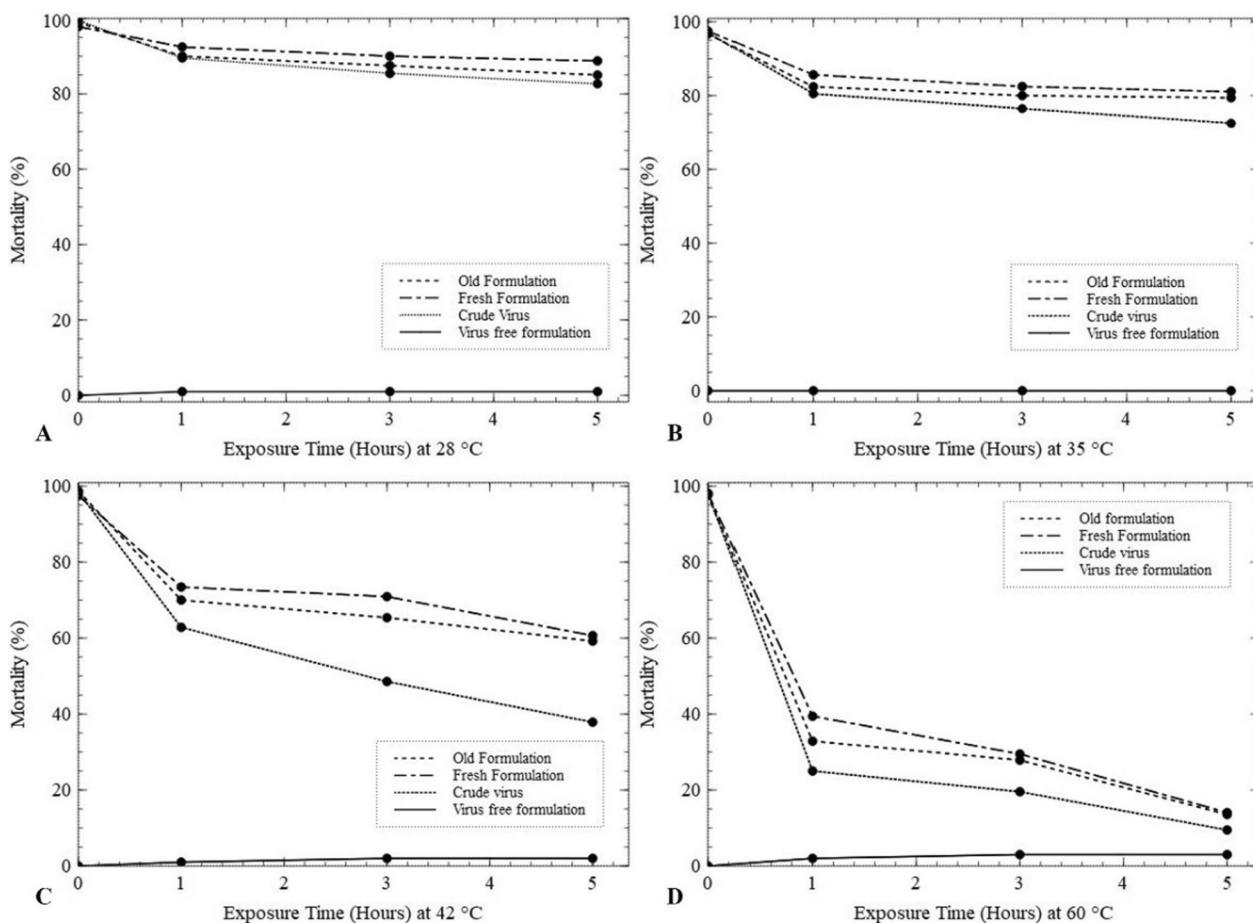 100
80
60
40
20
0
Mortality (%)
Old Formulation
Fresh Formulation
Crude Virus
Virus free formulation
0 1 2 3 4 5
A
Exposure Time (Hours) at 28 °C
100
80
60
40
20
0
Mortality (%)
Old Formulation
Fresh Formulation
Crude virus
Virus free formulation
0 1 2 3 4 5
B
Exposure Time (Hours) at 35 °C
100
80
60
40
20
0
Mortality (%)
Old Formulation
Fresh Formulation
Crude virus
Virus free formulation
0 1 2 3 4 5
C
Exposure Time (Hours) at 42 °C
100
80
60
40
20
0
Mortality (%)
Old formulation
Fresh Formulation
Crude virus
Virus free formulation
0 1 2 3 4 5
D
Exposure Time (Hours) at 60 °C